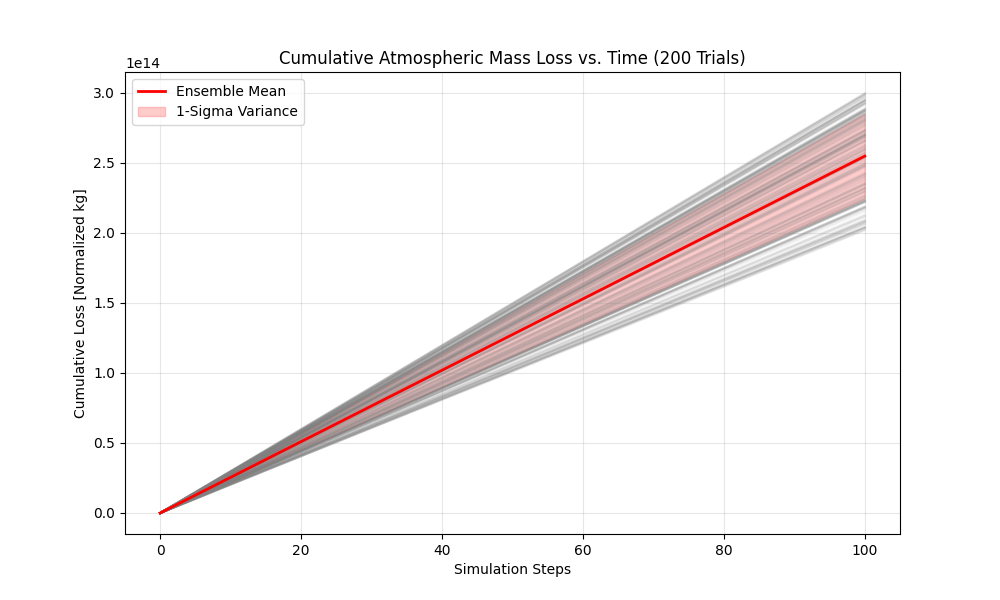 Cumulative Atmospheric Mass Loss vs. Time (200 Trials)
1e14
Ensemble Mean
1-Sigma Variance
3.0
2.5
2.0
1.5
1.0
0.5
0.0
Cumulative Loss [Normalized kg]
0 20 40 60 80 100
Simulation Steps